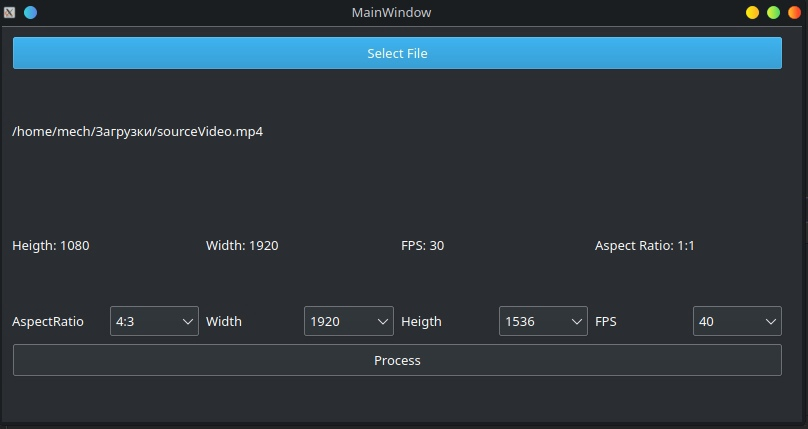 MainWindow
Select File
/home/mech/Загрузки/sourceVideo.mp4
Heigth: 1080 Width: 1920 FPS: 30 Aspect Ratio: 1:1
AspectRatio 4:3 Width 1920 Heigth 1536 FPS 40
Process